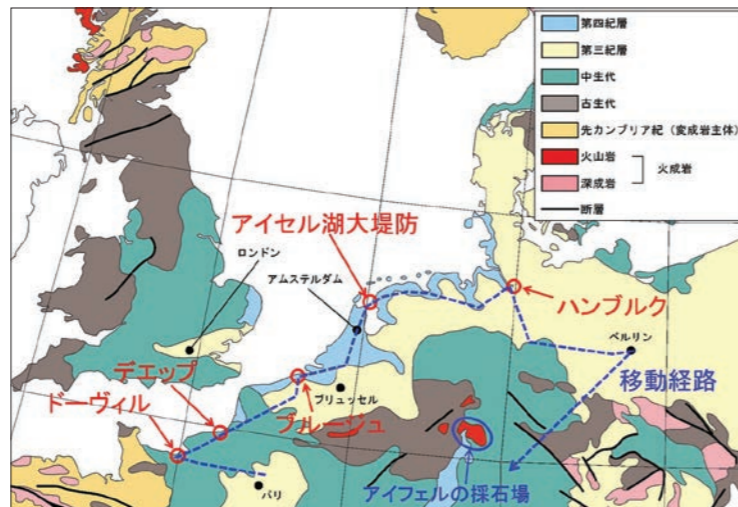 第四紀層
第三紀層
中生代
古生代
先カンブリア紀（変成岩主体）
火山岩
火成岩
深成岩
断層
アイセル湖大堤防
ロンドン
アムステルダム
ハンブルク
ベルリン
デエップ
移動経路
ドーヴィル
ブリュッセル
ブルージュ
パリ
アイフェルの採石場